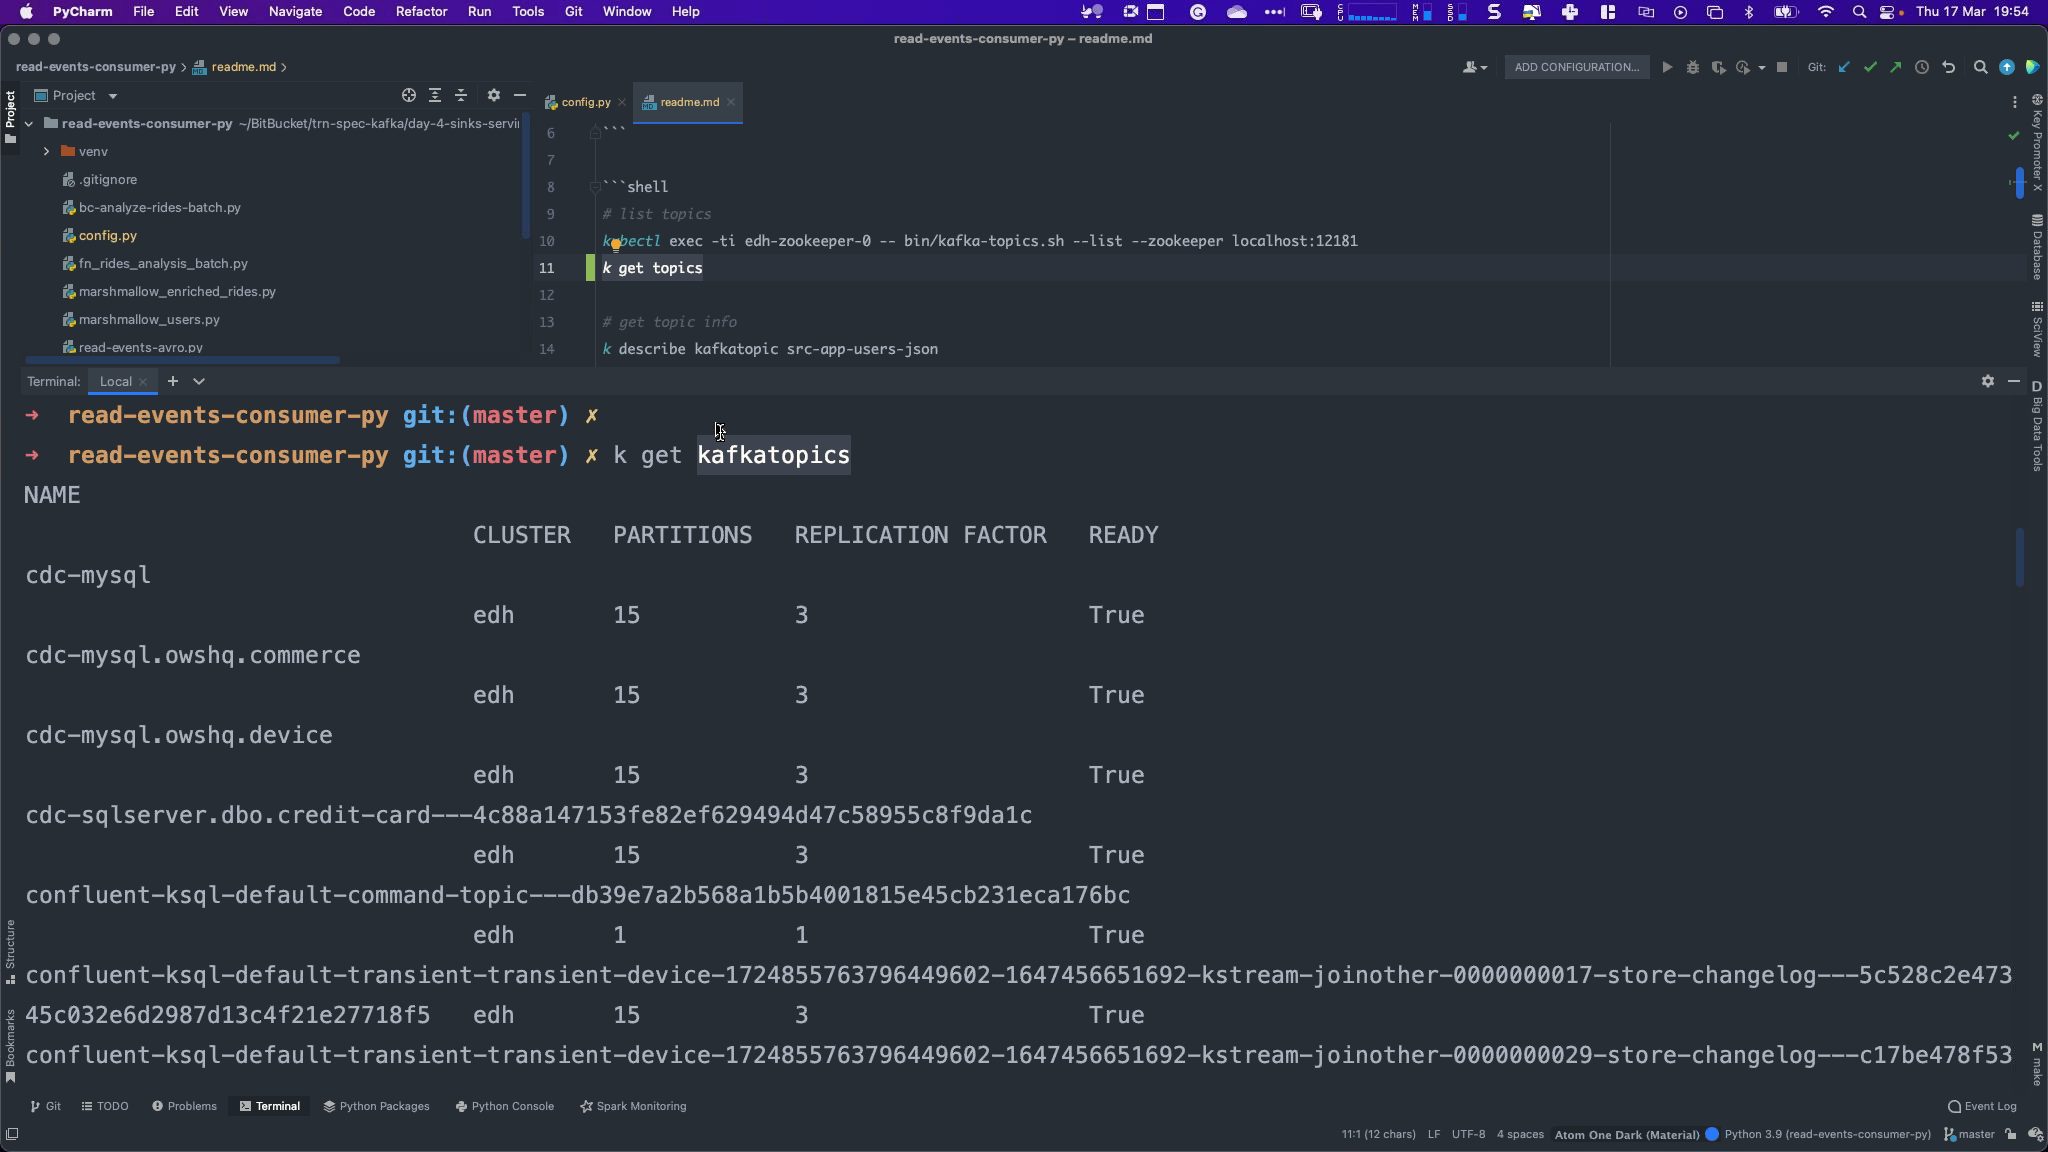 PyCharm File Edit View Navigate Code Refactor Run Tools Git Window Help Thu 17 Mar 19:54
read-events-consumer-py – readme.md
read-events-consumer-py readme.md ADD CONFIGURATION... Git:
Project
config.py readme.md
read-events-consumer-py ~/BitBucket/trn-spec-kafka/day-4-sinks-servi
venv
.gitignore
bc-analyze-rides-batch.py
config.py
fn_rides_analysis_batch.py
marshmallow_enriched_rides.py
marshmallow_users.py
read-events-avro.py
6 ```
7
8 ```shell
9 # list topics
10 kubectl exec -ti edh-zookeeper-0 -- bin/kafka-topics.sh --list --zookeeper localhost:12181
11 k get topics
12
13 # get topic info
14 k describe kafkatopic src-app-users-json
Project
Structure
Bookmarks
Key Promoter X
Database
SciView
Big Data Tools
make
Terminal: Local
→ read-events-consumer-py git:(master) ✗
→ read-events-consumer-py git:(master) ✗ k get kafkatopics
NAME
CLUSTER PARTITIONS REPLICATION FACTOR READY
cdc-mysql
edh 15 3 True
cdc-mysql.owshq.commerce
edh 15 3 True
cdc-mysql.owshq.device
edh 15 3 True
cdc-sqlserver.dbo.credit-card---4c88a147153fe82ef629494d47c58955c8f9da1c
edh 15 3 True
confluent-ksql-default-command-topic---db39e7a2b568a1b5b4001815e45cb231eca176bc
edh 1 1 True
confluent-ksql-default-transient-transient-device-1724855763796449602-1647456651692-kstream-joinother-0000000017-store-changelog---5c528c2e473
45c032e6d2987d13c4f21e27718f5 edh 15 3 True
confluent-ksql-default-transient-transient-device-1724855763796449602-1647456651692-kstream-joinother-0000000029-store-changelog---c17be478f53
Git TODO Problems Terminal Python Packages Python Console Spark Monitoring Event Log
11:1 (12 chars) LF UTF-8 4 spaces Atom One Dark (Material) Python 3.9 (read-events-consumer-py) master